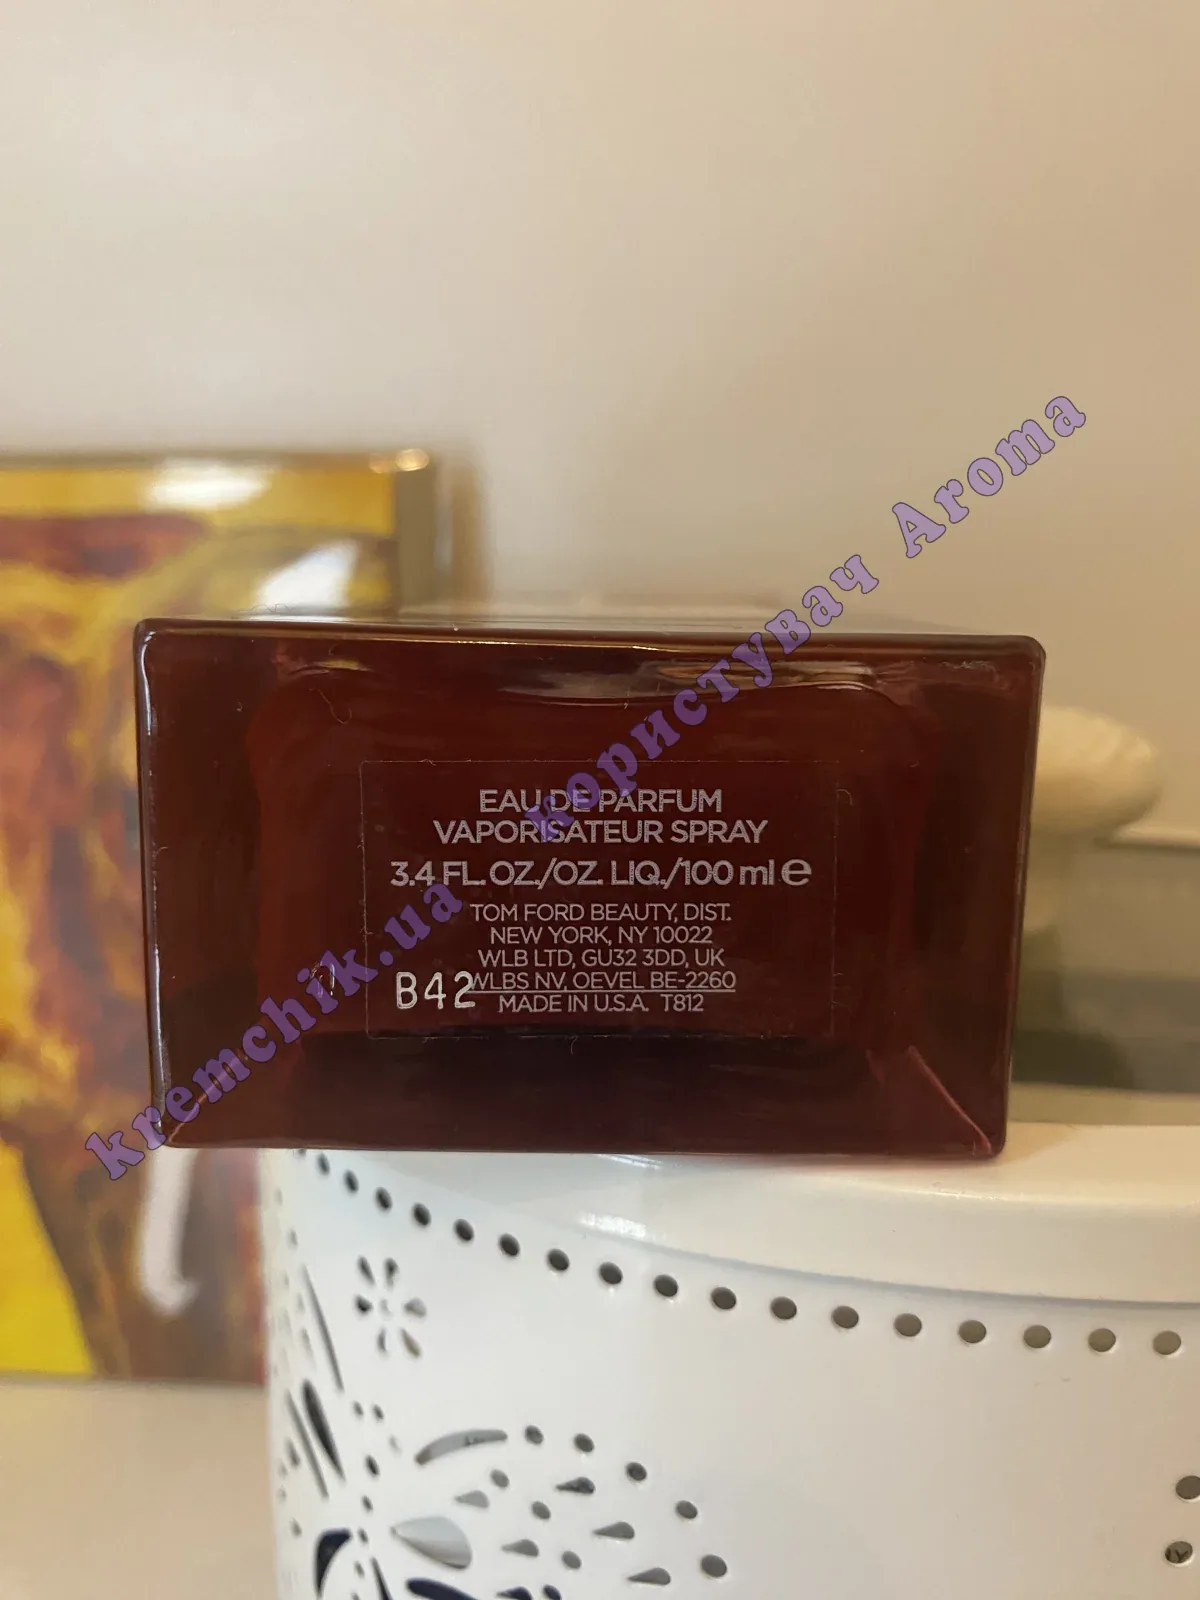 EAU DE PARFUM
VAPORISATEUR SPRAY
3.4 FL. OZ./OZ. LIQ./100 ml e
TOM FORD BEAUTY, DIST.
NEW YORK, NY 10022
WLB LTD, GU32 3DD, UK
WLBS NV, OEVEL BE-2260
MADE IN U.S.A. T812
B42
kremchik.ua користувач Aroma